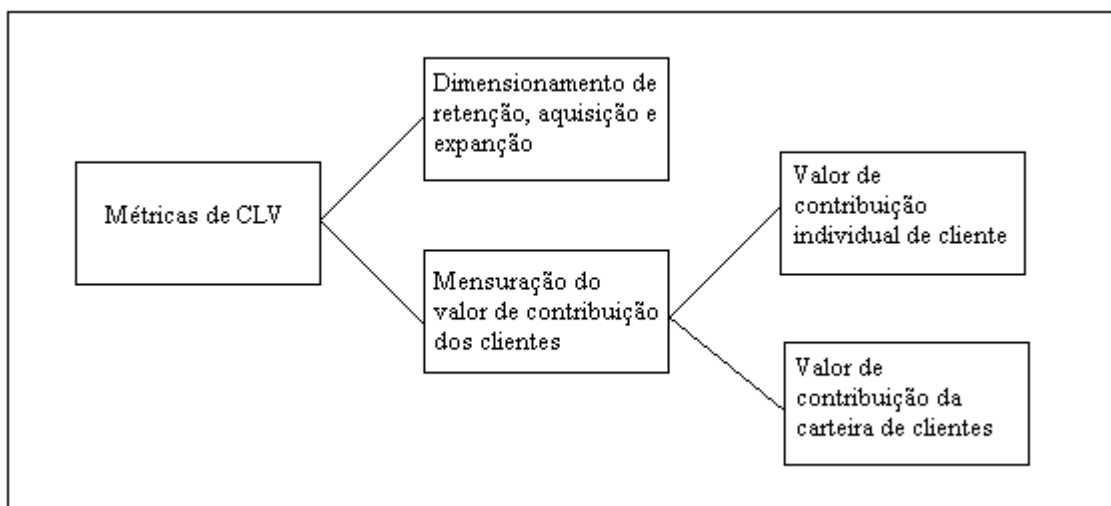 Dimensionamento de
retenção, aquisição e
expanção
Métricas de CLV
Valor de
contribuição
individual de cliente
Mensuração do
valor de contribuição
dos clientes
Valor de
contribuição da
carteira de clientes